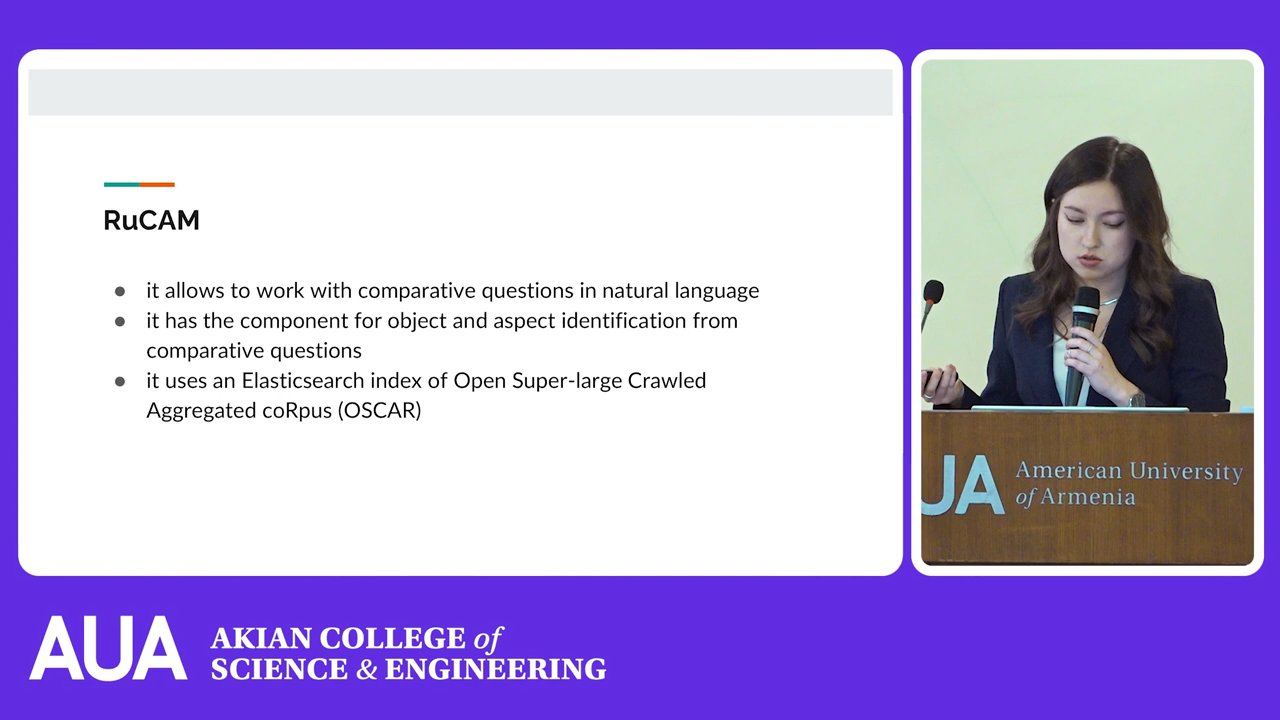 RuCAM
● it allows to work with comparative questions in natural language
● it has the component for object and aspect identification from
comparative questions
● it uses an Elasticsearch index of Open Super-large Crawled
Aggregated coRpus (OSCAR)
UA American University
of Armenia
AUA AKIAN COLLEGE of
SCIENCE & ENGINEERING